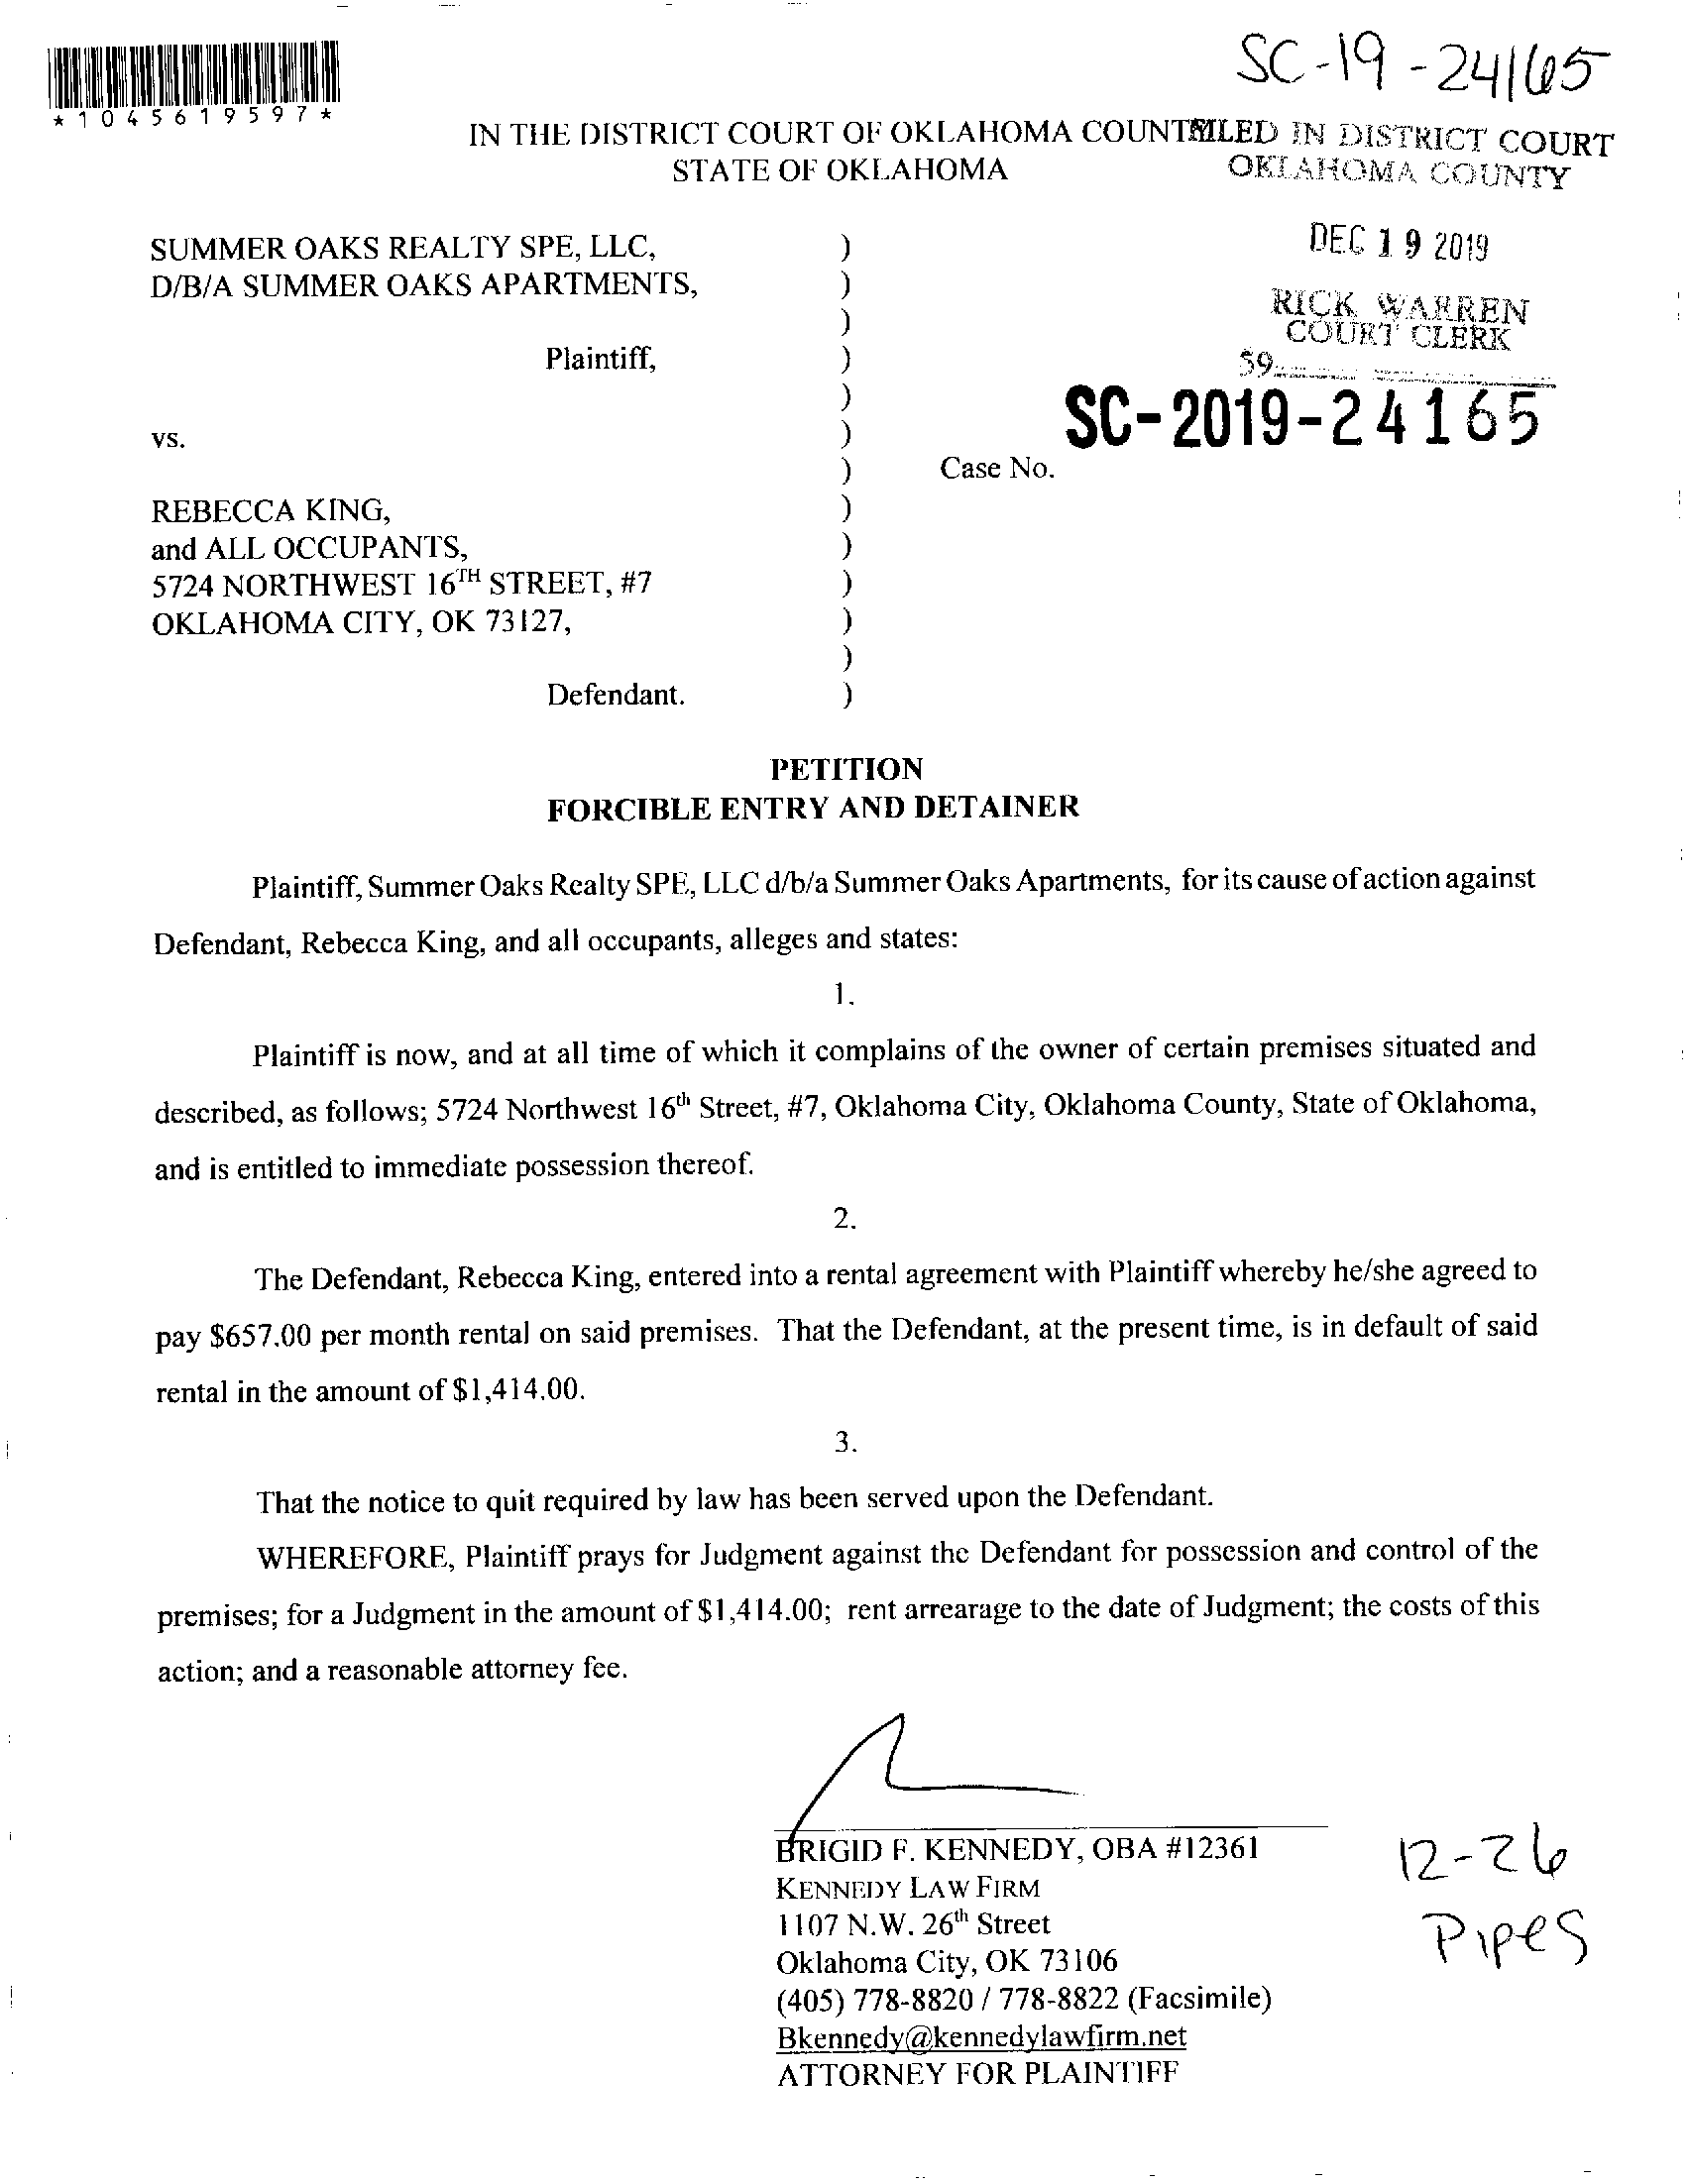 SC-19-24165
*1045619597*
IN THE DISTRICT COURT OF OKLAHOMA COUNTY
STATE OF OKLAHOMA
FILED IN DISTRICT COURT
OKLAHOMA COUNTY
DEC 19 2019
RICK WARREN
COURT CLERK
59
SC-2019-24165
SUMMER OAKS REALTY SPE, LLC, )
D/B/A SUMMER OAKS APARTMENTS, )
)
Plaintiff, )
)
vs. )
) Case No.
REBECCA KING, )
and ALL OCCUPANTS, )
5724 NORTHWEST 16TH STREET, #7 )
OKLAHOMA CITY, OK 73127, )
)
Defendant. )
PETITION
FORCIBLE ENTRY AND DETAINER
Plaintiff, Summer Oaks Realty SPE, LLC d/b/a Summer Oaks Apartments, for its cause of action against
Defendant, Rebecca King, and all occupants, alleges and states:
1.
Plaintiff is now, and at all time of which it complains of the owner of certain premises situated and
described, as follows; 5724 Northwest 16th Street, #7, Oklahoma City, Oklahoma County, State of Oklahoma,
and is entitled to immediate possession thereof.
2.
The Defendant, Rebecca King, entered into a rental agreement with Plaintiff whereby he/she agreed to
pay $657.00 per month rental on said premises. That the Defendant, at the present time, is in default of said
rental in the amount of $1,414.00.
3.
That the notice to quit required by law has been served upon the Defendant.
WHEREFORE, Plaintiff prays for Judgment against the Defendant for possession and control of the
premises; for a Judgment in the amount of $1,414.00; rent arrearage to the date of Judgment; the costs of this
action; and a reasonable attorney fee.
BRIGID F. KENNEDY, OBA #12361
KENNEDY LAW FIRM
1107 N.W. 26th Street
Oklahoma City, OK 73106
(405) 778-8820 / 778-8822 (Facsimile)
Bkennedy@kennedylawfirm.net
ATTORNEY FOR PLAINTIFF
12-26
Pipes